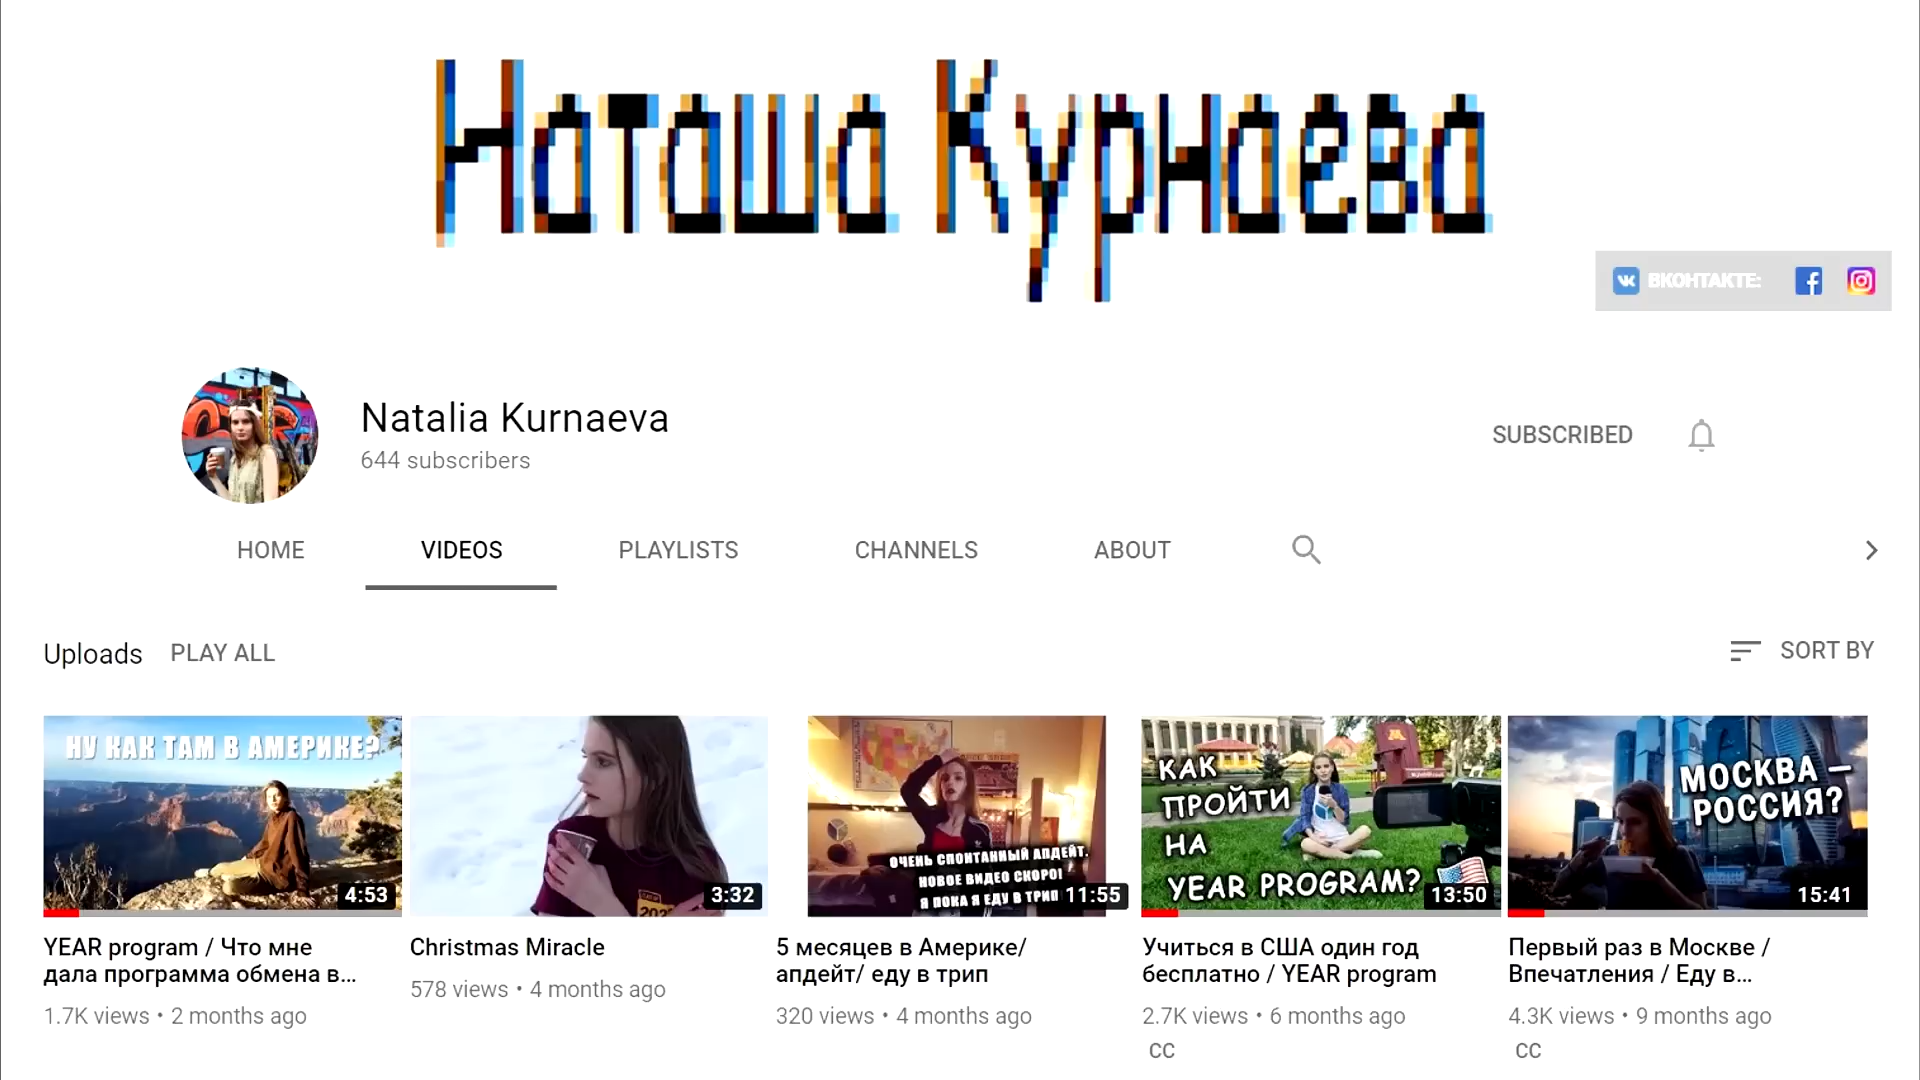 Наташа Курнаева
ВКОНТАКТЕ:
Natalia Kurnaeva
644 subscribers
SUBSCRIBED
HOME
VIDEOS
PLAYLISTS
CHANNELS
ABOUT
Uploads
PLAY ALL
SORT BY
НУ КАК ТАМ В АМЕРИКЕ?
4:53
YEAR program / Что мне
дала программа обмена в...
1.7K views • 2 months ago
3:32
Christmas Miracle
578 views • 4 months ago
ОЧЕНЬ СПОНТАННЫЙ АПДЕЙТ.
НОВОЕ ВИДЕО СКОРО!
Я ПОКА Я ЕДУ В ТРИП
11:55
5 месяцев в Америке/
апдейт/ еду в трип
320 views • 4 months ago
КАК
ПРОЙТИ
НА
YEAR PROGRAM?
13:50
Учиться в США один год
бесплатно / YEAR program
2.7K views • 6 months ago
CC
МОСКВА –
РОССИЯ?
15:41
Первый раз в Москве /
Впечатления / Еду в...
4.3K views • 9 months ago
CC